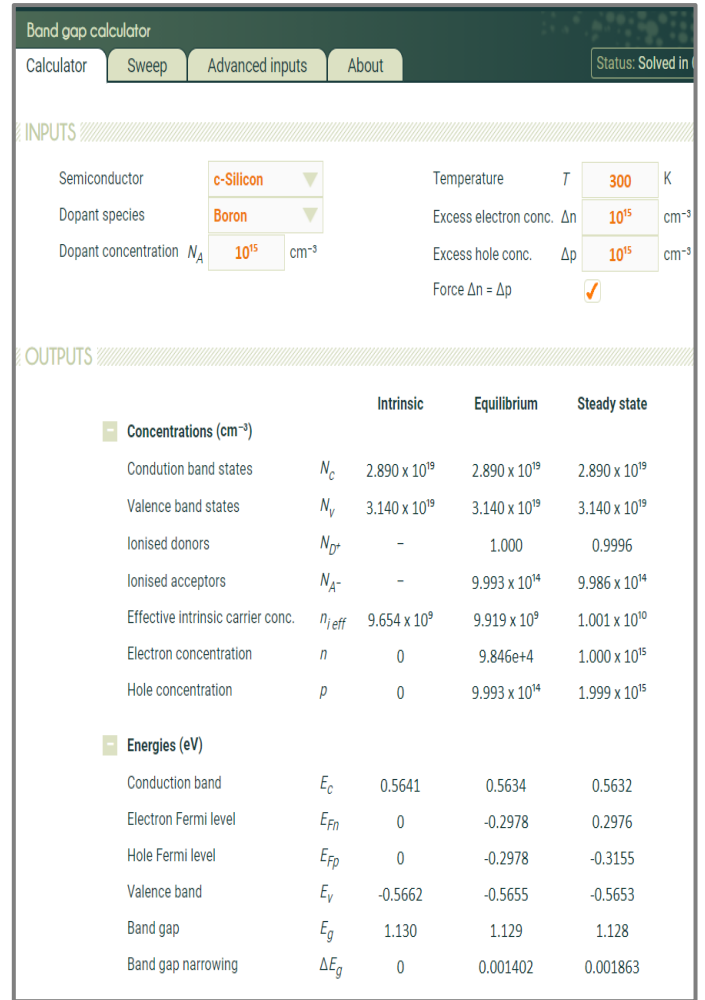 Band gap calculator
Calculator Sweep Advanced inputs About Status: Solved in
INPUTS
Semiconductor c-Silicon Temperature T 300 K
Dopant species Boron Excess electron conc. Δn 10¹⁵ cm⁻³
Dopant concentration N_A 10¹⁵ cm⁻³ Excess hole conc. Δp 10¹⁵ cm⁻³
Force Δn = Δp ✓
OUTPUTS
Intrinsic Equilibrium Steady state
Concentrations (cm⁻³)
Condution band states N_c 2.890 x 10¹⁹ 2.890 x 10¹⁹ 2.890 x 10¹⁹
Valence band states N_v 3.140 x 10¹⁹ 3.140 x 10¹⁹ 3.140 x 10¹⁹
Ionised donors N_D⁺ – 1.000 0.9996
Ionised acceptors N_A⁻ – 9.993 x 10¹⁴ 9.986 x 10¹⁴
Effective intrinsic carrier conc. n_i eff 9.654 x 10⁹ 9.919 x 10⁹ 1.001 x 10¹⁰
Electron concentration n 0 9.846e+4 1.000 x 10¹⁵
Hole concentration p 0 9.993 x 10¹⁴ 1.999 x 10¹⁵
Energies (eV)
Conduction band E_c 0.5641 0.5634 0.5632
Electron Fermi level E_Fn 0 -0.2978 0.2976
Hole Fermi level E_Fp 0 -0.2978 -0.3155
Valence band E_v -0.5662 -0.5655 -0.5653
Band gap E_g 1.130 1.129 1.128
Band gap narrowing ΔE_g 0 0.001402 0.001863